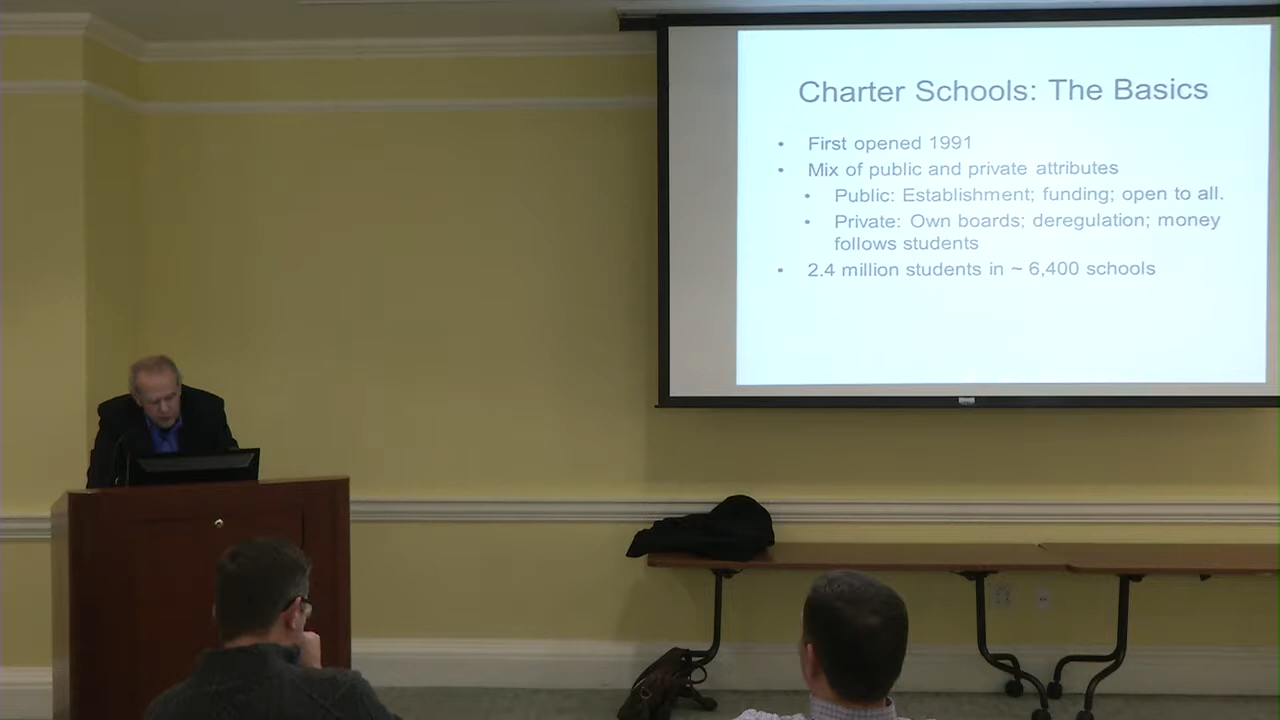 Charter Schools: The Basics
• First opened 1991
• Mix of public and private attributes
• Public: Establishment; funding; open to all.
• Private: Own boards; deregulation; money
follows students
• 2.4 million students in ~ 6,400 schools